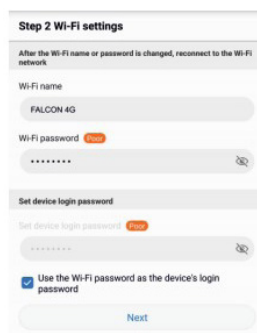 Step 2 Wi-Fi settings
After the Wi-Fi name or password is changed, reconnect to the Wi-Fi
network
Wi-Fi name
FALCON 4G
Wi-Fi password Poor
••••••••
Set device login password
Set device login password Poor
••••••••
Use the Wi-Fi password as the device's login
password
Next